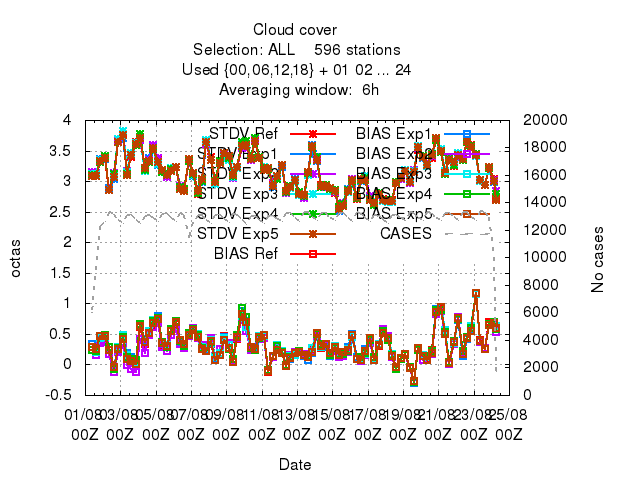 Cloud cover
Selection: ALL    596 stations
Used {00,06,12,18} + 01 02 ... 24
Averaging window:  6h
4 20000
3.5 18000
3 16000
2.5 14000
2 12000
1.5 10000
1 8000
0.5 6000
0 4000
-0.5 2000
0
octas
No cases
STDV Ref BIAS Exp1
STDV Exp1 BIAS Exp2
STDV Exp2 BIAS Exp3
STDV Exp3 BIAS Exp4
STDV Exp4 BIAS Exp5
STDV Exp5 CASES
BIAS Ref
01/08 03/08 05/08 07/08 09/08 11/08 13/08 15/08 17/08 19/08 21/08 23/08 25/08
00Z 00Z 00Z 00Z 00Z 00Z 00Z 00Z 00Z 00Z 00Z 00Z 00Z
Date